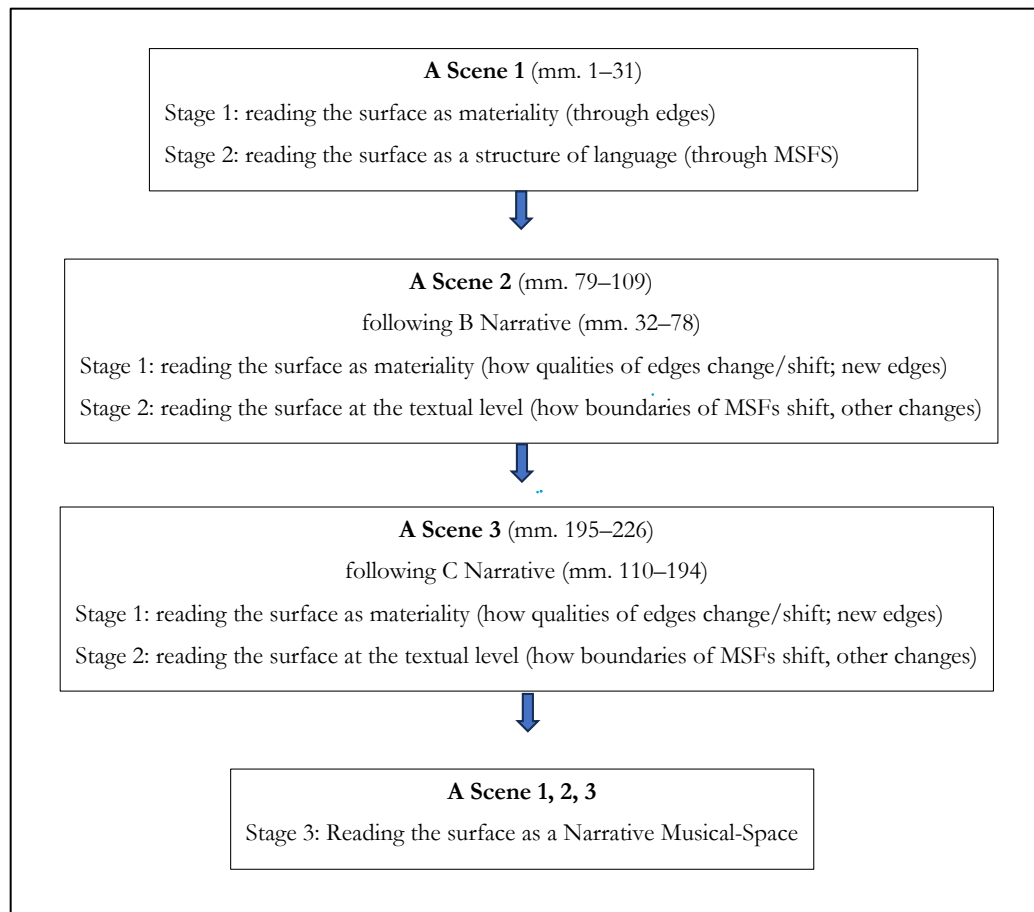 A Scene 1 (mm. 1–31)
Stage 1: reading the surface as materiality (through edges)
Stage 2: reading the surface as a structure of language (through MSFS)
A Scene 2 (mm. 79–109)
following B Narrative (mm. 32–78)
Stage 1: reading the surface as materiality (how qualities of edges change/shift; new edges)
Stage 2: reading the surface at the textual level (how boundaries of MSFs shift, other changes)
A Scene 3 (mm. 195–226)
following C Narrative (mm. 110–194)
Stage 1: reading the surface as materiality (how qualities of edges change/shift; new edges)
Stage 2: reading the surface at the textual level (how boundaries of MSFs shift, other changes)
A Scene 1, 2, 3
Stage 3: Reading the surface as a Narrative Musical-Space